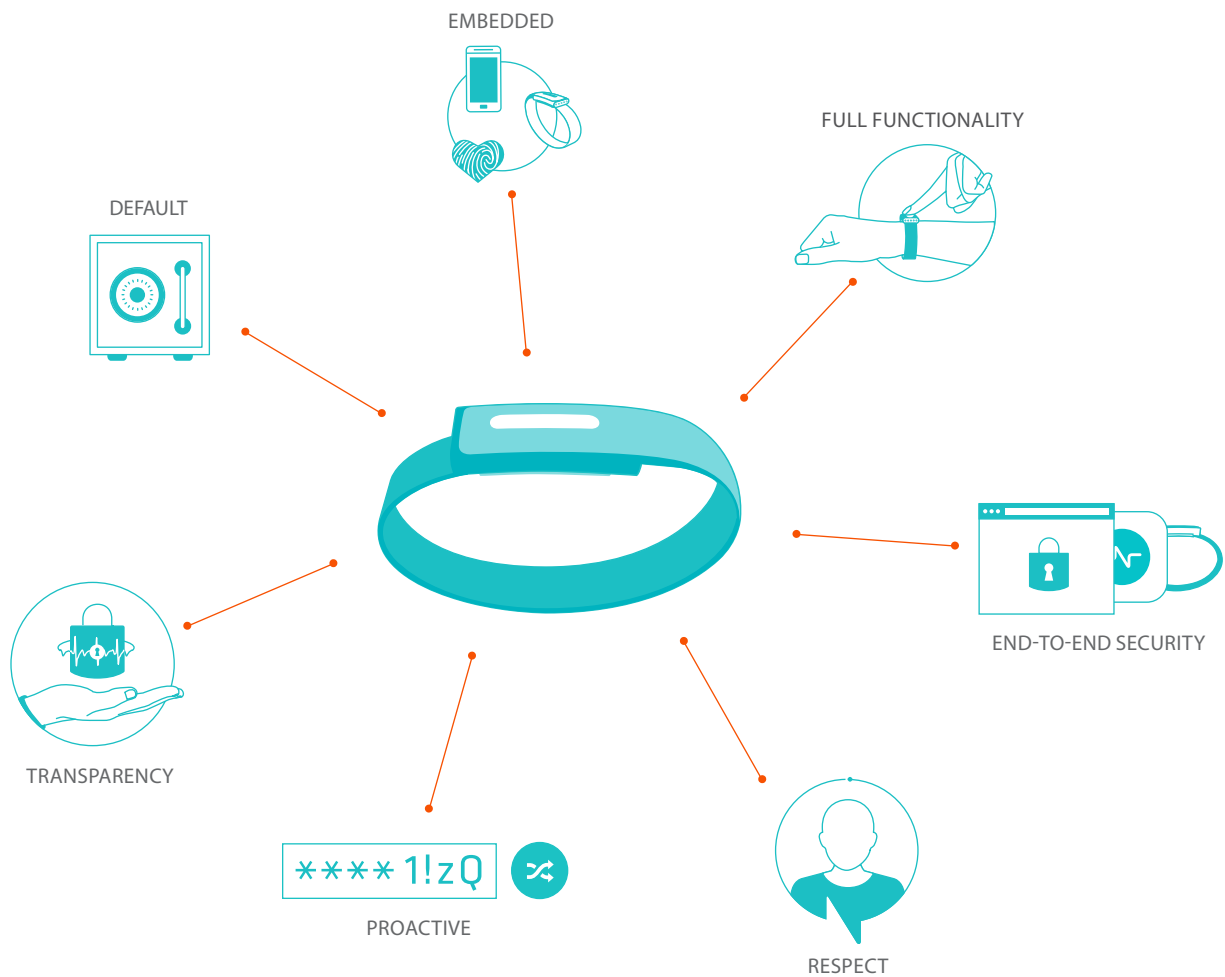 EMBEDDED
FULL FUNCTIONALITY
DEFAULT
END-TO-END SECURITY
TRANSPARENCY
**** 1!zQ
PROACTIVE
RESPECT